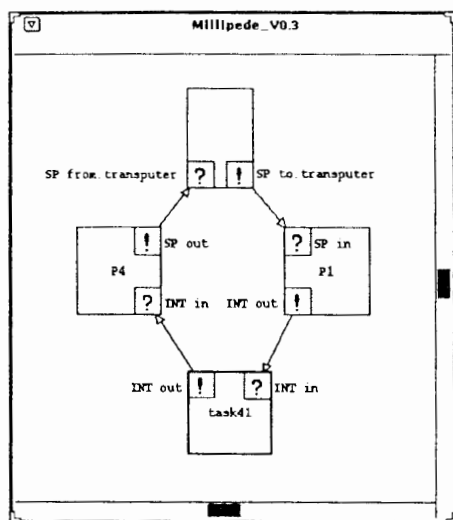 Millipede_V0.3
SP from.transputer ? ! SP to.transputer
! SP out ? SP in
P4 P1
? INT in INT out !
INT out ! ? INT in
task41